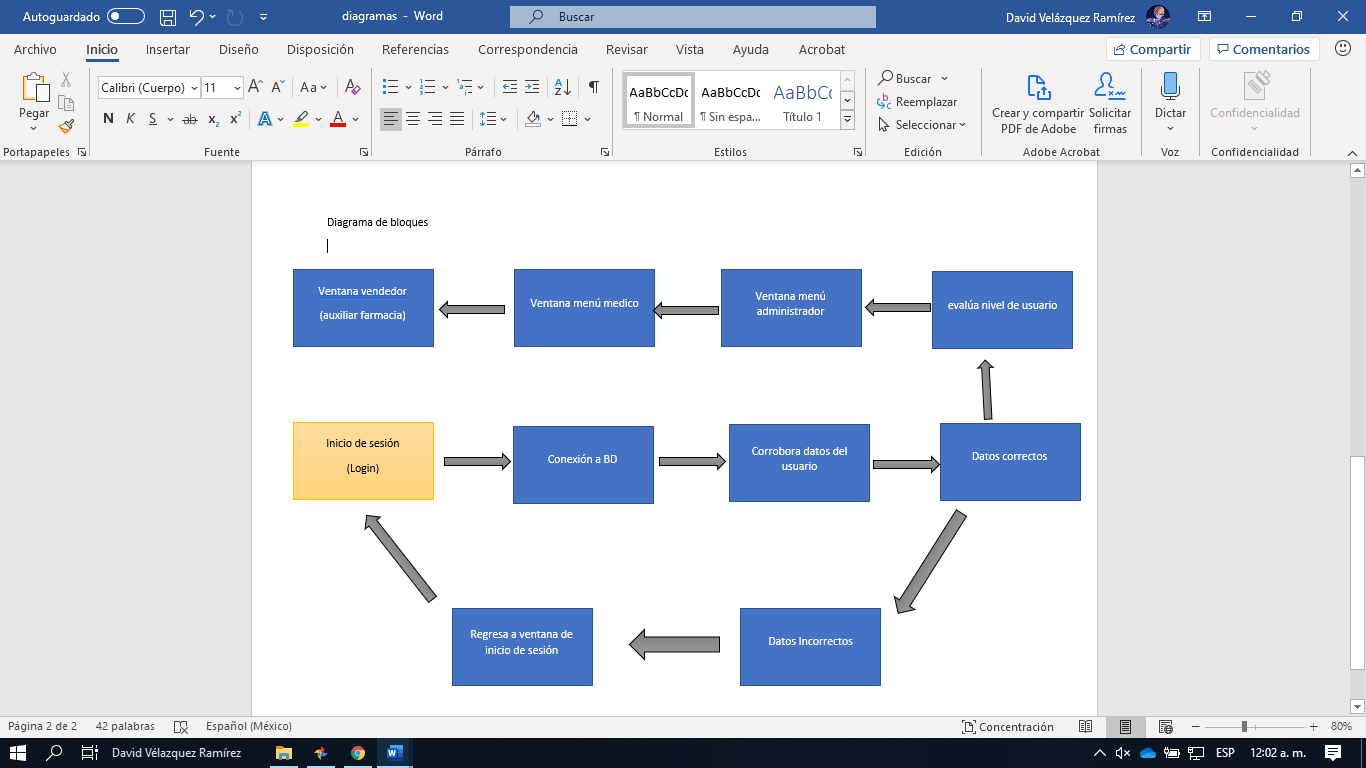 Autoguardado
diagramas - Word
Buscar
David Velázquez Ramírez
Archivo Inicio Insertar Diseño Disposición Referencias Correspondencia Revisar Vista Ayuda Acrobat
Compartir Comentarios
Pegar
Calibri (Cuerpo) 11
N K S ab x₂ x²
Aa
A A
AaBbCcDc AaBbCcDc AaBbCc
¶ Normal ¶ Sin espa... Título 1
Buscar
Reemplazar
Seleccionar
Crear y compartir
PDF de Adobe
Solicitar
firmas
Dictar
Confidencialidad
Portapapeles Fuente Párrafo Estilos Edición Adobe Acrobat Voz Confidencialidad
Diagrama de bloques
Ventana vendedor
(auxiliar farmacia)
Ventana menú medico
Ventana menú
administrador
evalúa nivel de usuario
Inicio de sesión
(Login)
Conexión a BD
Corrobora datos del
usuario
Datos correctos
Regresa a ventana de
inicio de sesión
Datos Incorrectos
Página 2 de 2 42 palabras Español (México) Concentración 80%
David Vélazquez Ramírez
ESP 12:02 a. m.